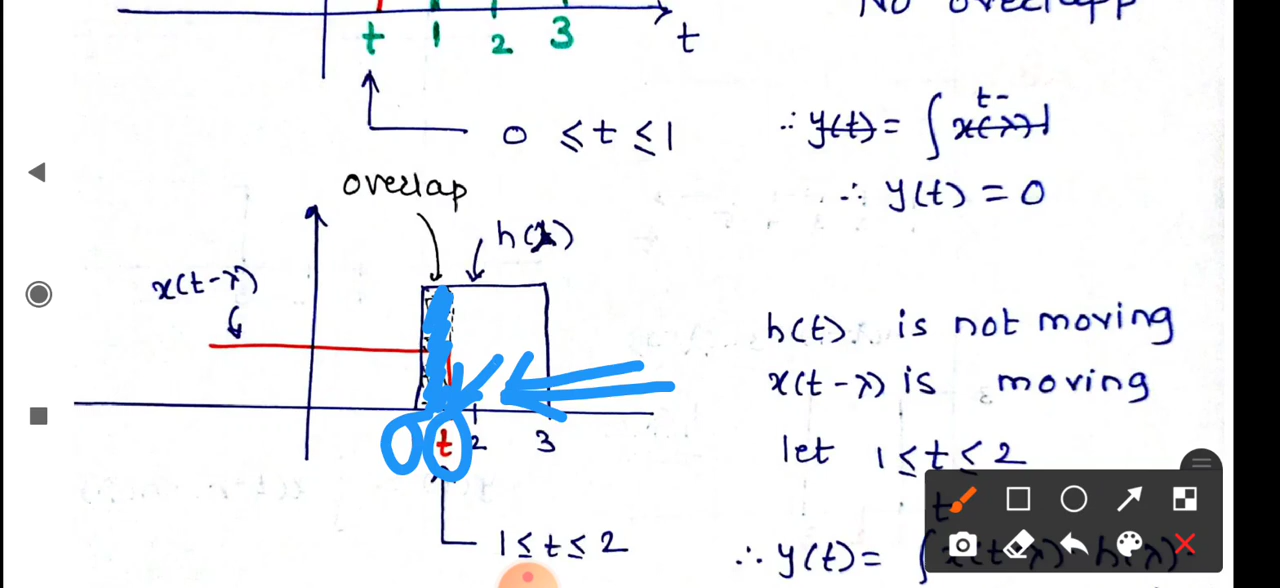 No overlapp
t 1 2 3 t
0 ≤ t ≤ 1
∴ y(t) = ∫ x(λ)
t-
∴ y(t) = 0
overlap
h(λ)
x(t-λ)
t 2 3
1 ≤ t ≤ 2
h(t) is not moving
x(t-λ) is moving
let 1 ≤ t ≤ 2
t
∴ y(t) = ∫ x(t-λ) h(λ)